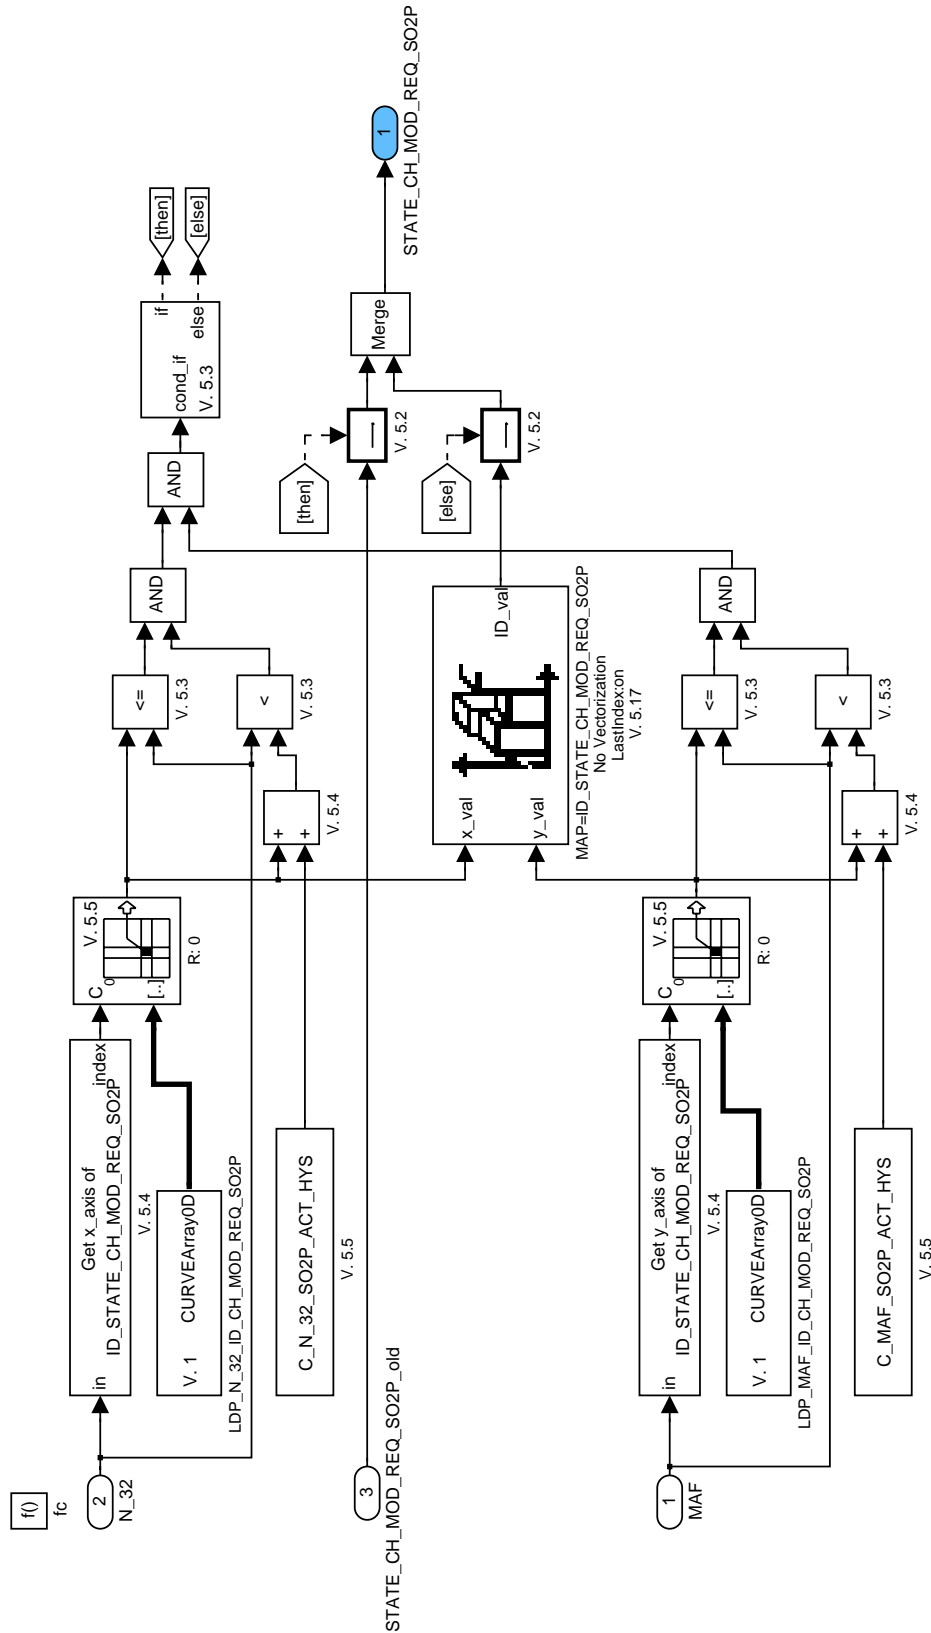 f()
fc
2
N_32
in
Get x_axis of
ID_STATE_CH_MOD_REQ_SO2P
index
V. 5.4
V. 1
CURVEArray0D
LDP_N_32_ID_CH_MOD_REQ_SO2P
C_N_32_SO2P_ACT_HYS
V. 5.5
C
0
[..]
V. 5.5
R: 0
<=
V. 5.3
<
V. 5.3
+
+
V. 5.4
AND
AND
cond_if
V. 5.3
if
else
[then]
[else]
3
STATE_CH_MOD_REQ_SO2P_old
[then]
V. 5.2
[else]
V. 5.2
Merge
1
STATE_CH_MOD_REQ_SO2P
x_val
y_val
ID_val
MAP=ID_STATE_CH_MOD_REQ_SO2P
No Vectorization
LastIndex:on
V. 5.17
1
MAF
in
Get y_axis of
ID_STATE_CH_MOD_REQ_SO2P
index
V. 5.4
V. 1
CURVEArray0D
LDP_MAF_ID_CH_MOD_REQ_SO2P
C_MAF_SO2P_ACT_HYS
V. 5.5
C
0
[..]
V. 5.5
R: 0
<=
V. 5.3
<
V. 5.3
+
+
V. 5.4
AND